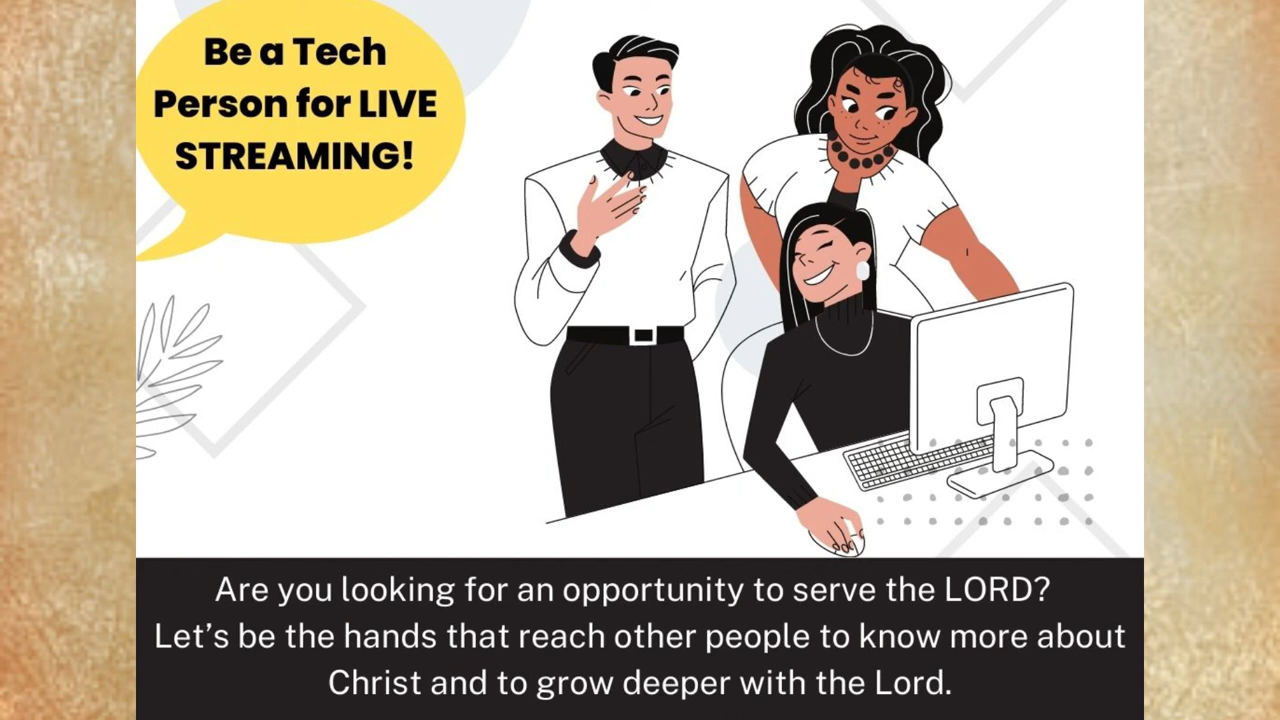 Be a Tech
Person for LIVE
STREAMING!
Are you looking for an opportunity to serve the LORD?
Let’s be the hands that reach other people to know more about
Christ and to grow deeper with the Lord.